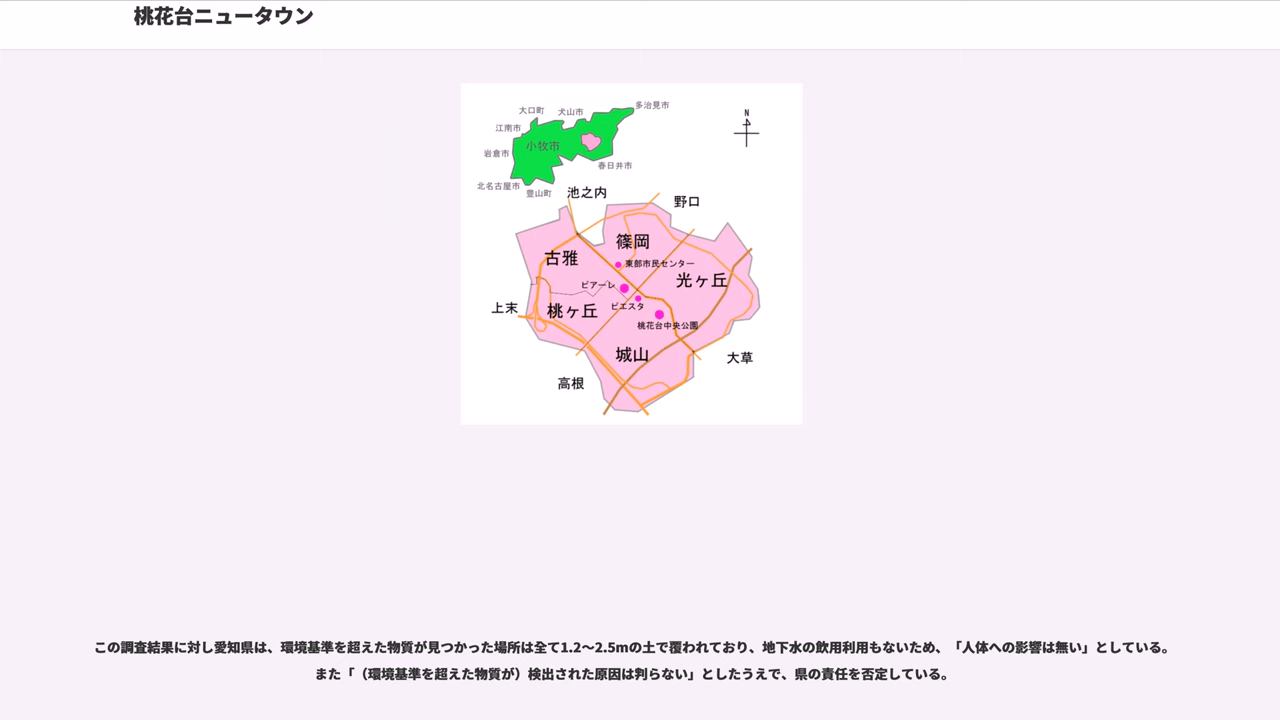 桃花台ニュータウン
大口町
犬山市
多治見市
江南市
小牧市
岩倉市
春日井市
北名古屋市
豊山町
N
池之内
野口
篠岡
古雅
東部市民センター
光ヶ丘
ピアーレ
ピエスタ
上末
桃ヶ丘
桃花台中央公園
城山
大草
高根
この調査結果に対し愛知県は、環境基準を超えた物質が見つかった場所は全て1.2〜2.5mの土で覆われており、地下水の飲用利用もないため、「人体への影響は無い」としている。
また「（環境基準を超えた物質が）検出された原因は判らない」としたうえで、県の責任を否定している。